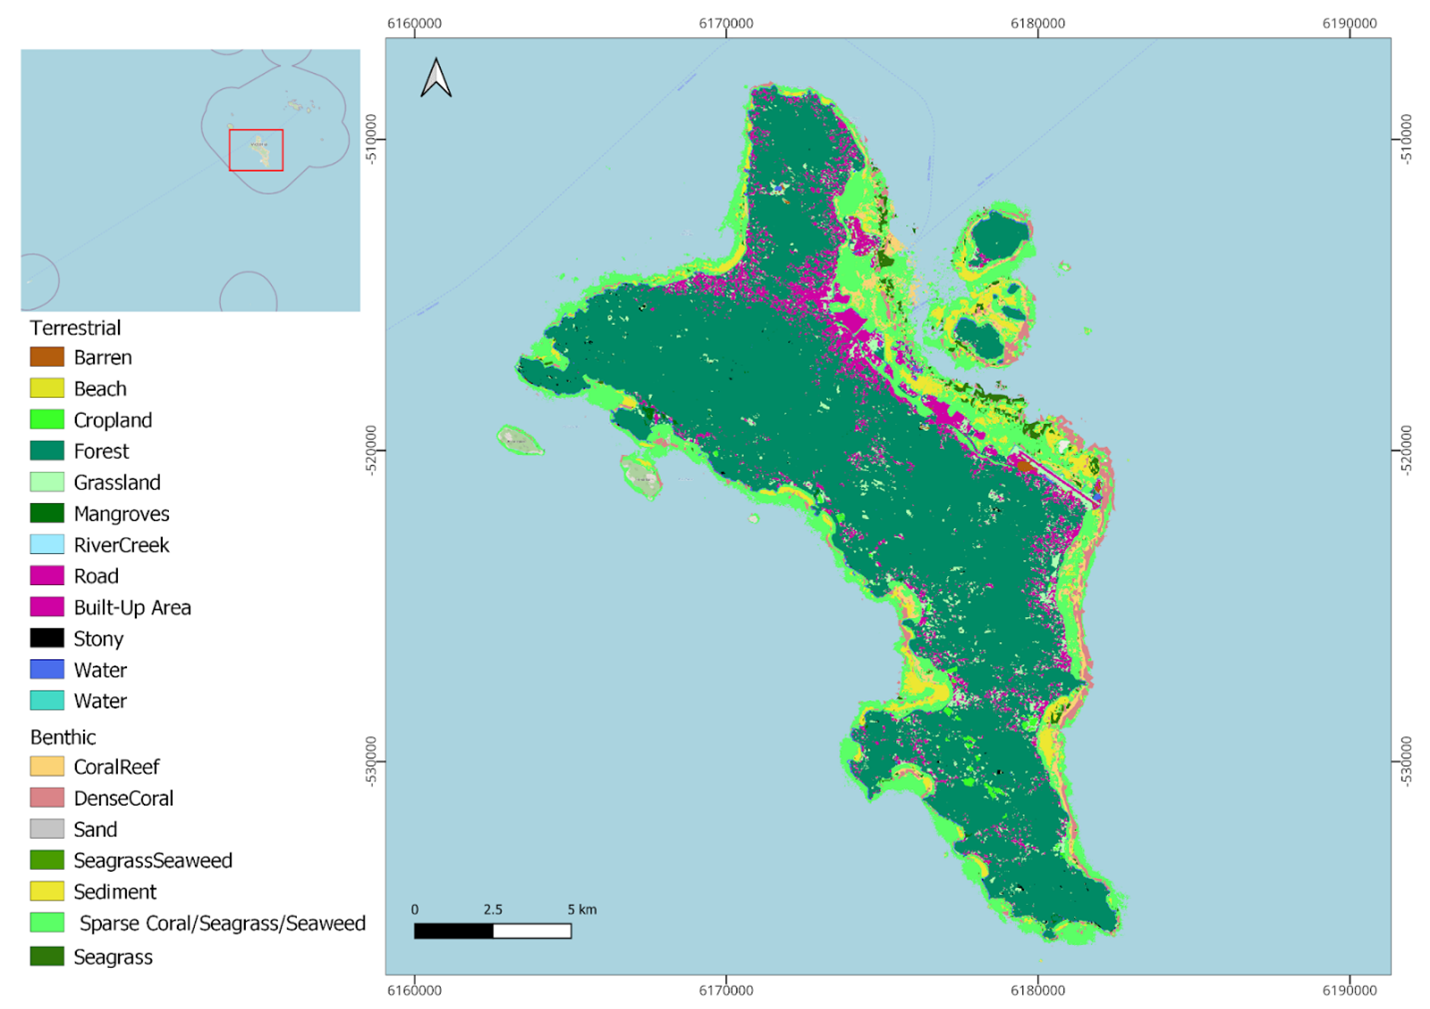 6160000 6170000 6180000 6190000
-510000 -510000
-520000 -520000
-530000 -530000
Terrestrial
Barren
Beach
Cropland
Forest
Grassland
Mangroves
RiverCreek
Road
Built-Up Area
Stony
Water
Water
Benthic
CoralReef
DenseCoral
Sand
SeagrassSeaweed
Sediment
Sparse Coral/Seagrass/Seaweed
Seagrass
0 2.5 5 km
6160000 6170000 6180000 6190000